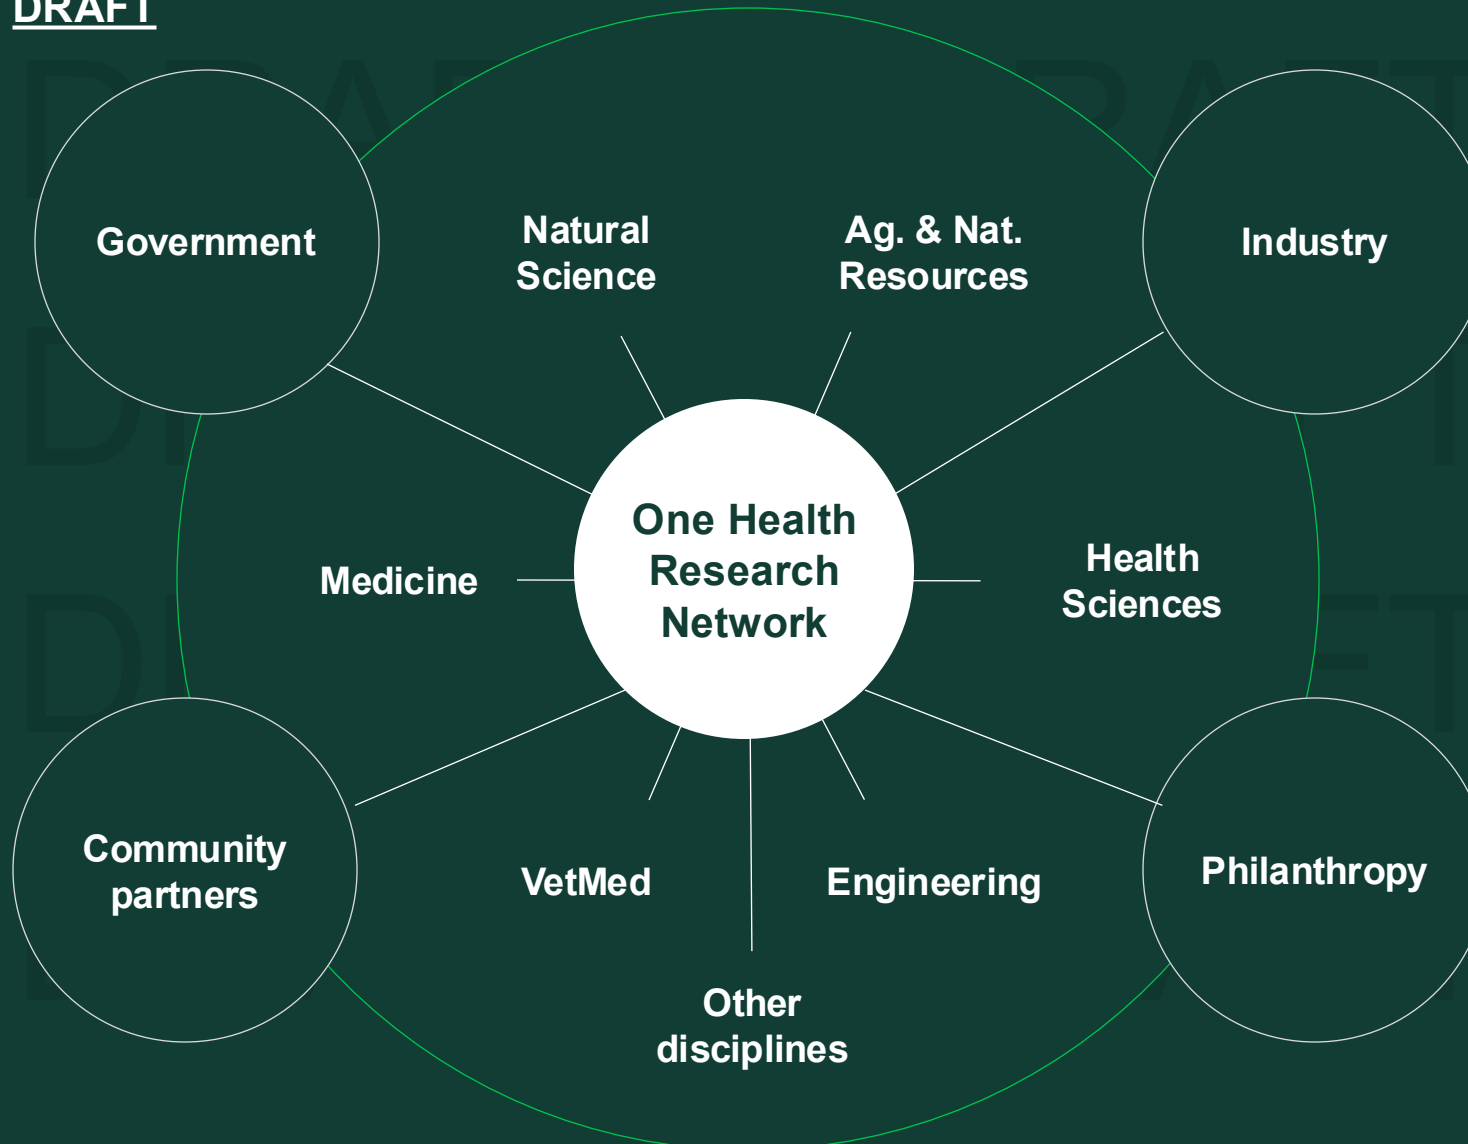 DRAFT
Government
Natural
Science
Ag. & Nat.
Resources
Industry
One Health
Research
Network
Medicine
Health
Sciences
Community
partners
VetMed
Engineering
Philanthropy
Other
disciplines